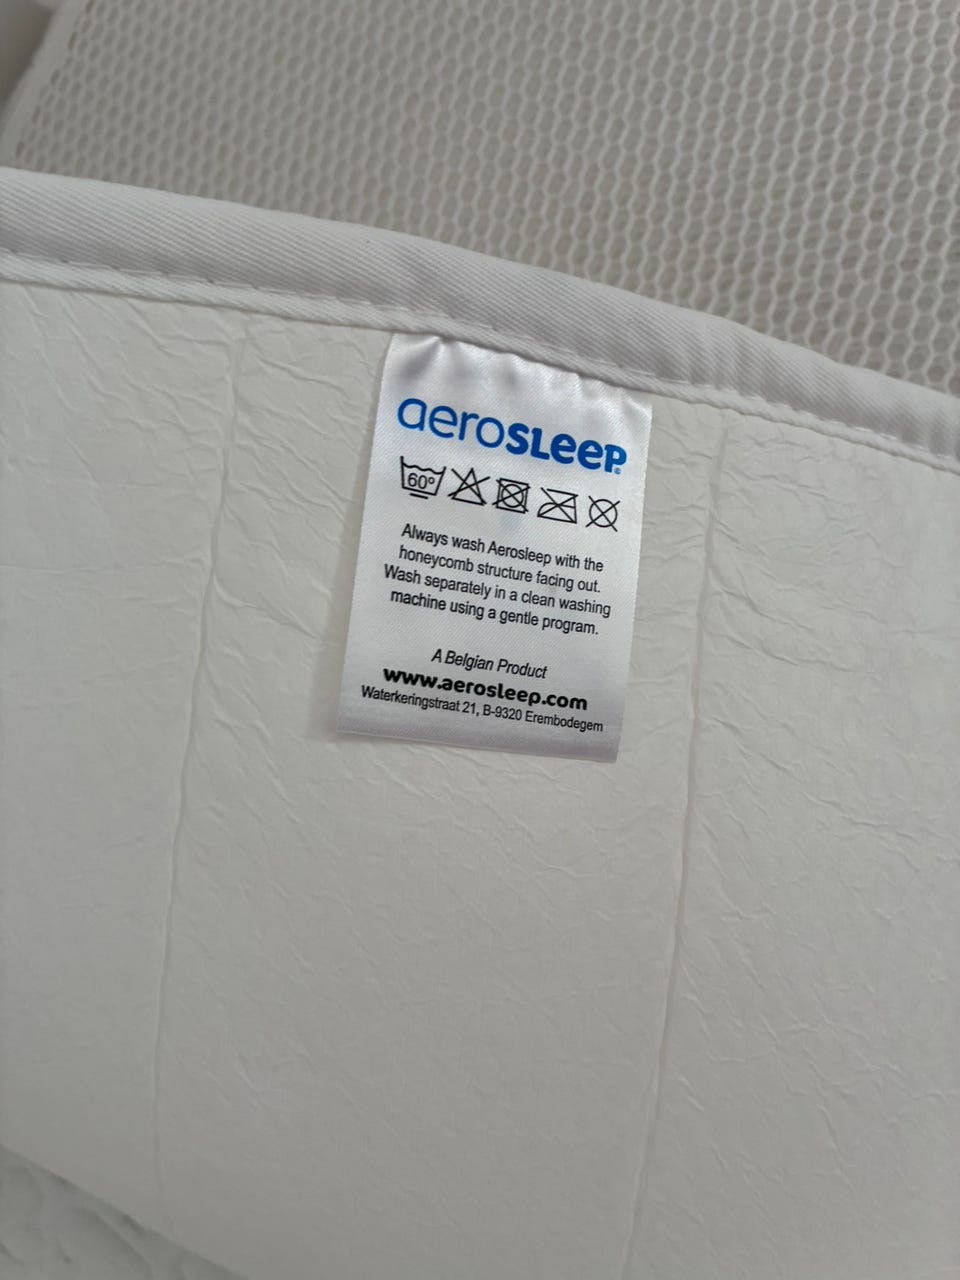 aerosleep®
60°
Always wash Aerosleep with the
honeycomb structure facing out.
Wash separately in a clean washing
machine using a gentle program.
A Belgian Product
www.aerosleep.com
Waterkeringstraat 21, B-9320 Erembodegem